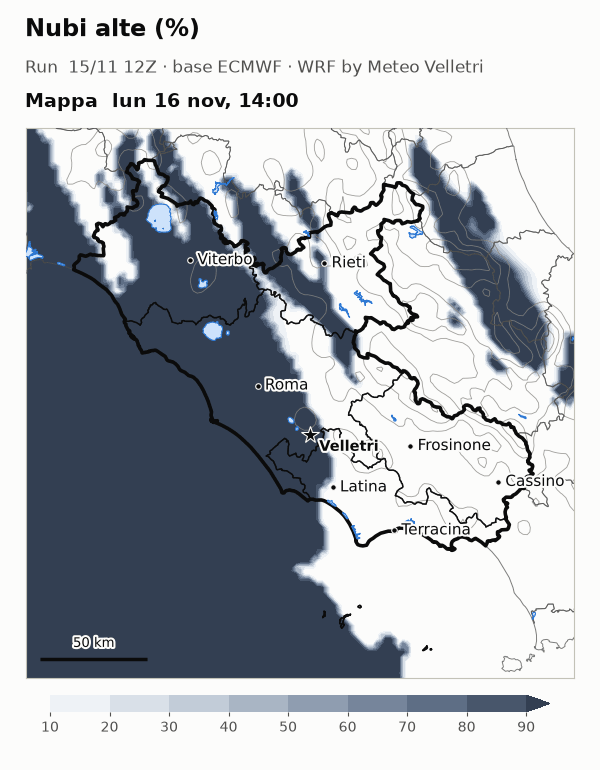 Nubi alte (%)
Run  15/11 12Z · base ECMWF · WRF by Meteo Velletri
Mappa  lun 16 nov, 14:00
Viterbo
Rieti
Roma
Velletri
Frosinone
Cassino
Latina
Terracina
50 km
10 20 30 40 50 60 70 80 90